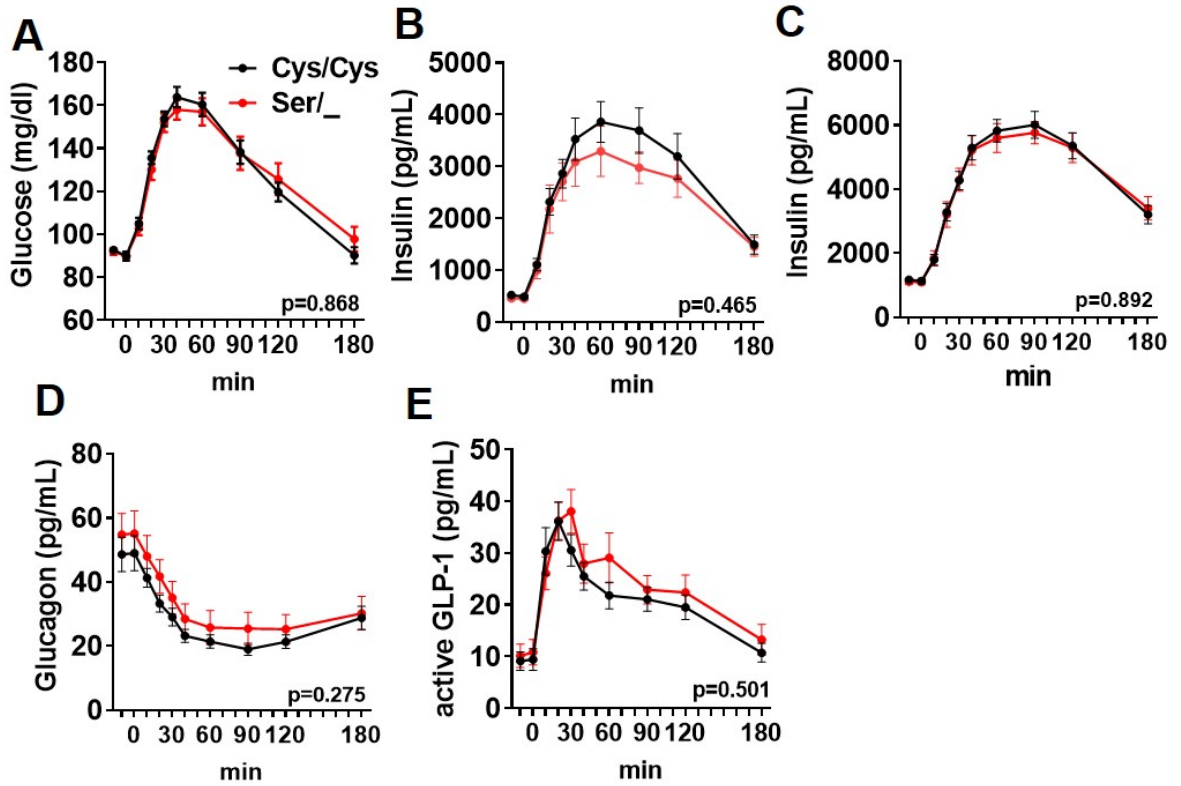 A
Glucose (mg/dl)
180
160
140
120
100
80
60
Cys/Cys
Ser/_
p=0.868
0 30 60 90 120 180
min
B
Insulin (pg/mL)
5000
4000
3000
2000
1000
0
p=0.465
0 30 60 90 120 180
min
C
Insulin (pg/mL)
8000
6000
4000
2000
0
p=0.892
0 30 60 90 120 180
min
D
Glucagon (pg/mL)
80
60
40
20
0
p=0.275
0 30 60 90 120 180
min
E
active GLP-1 (pg/mL)
50
40
30
20
10
0
p=0.501
0 30 60 90 120 180
min